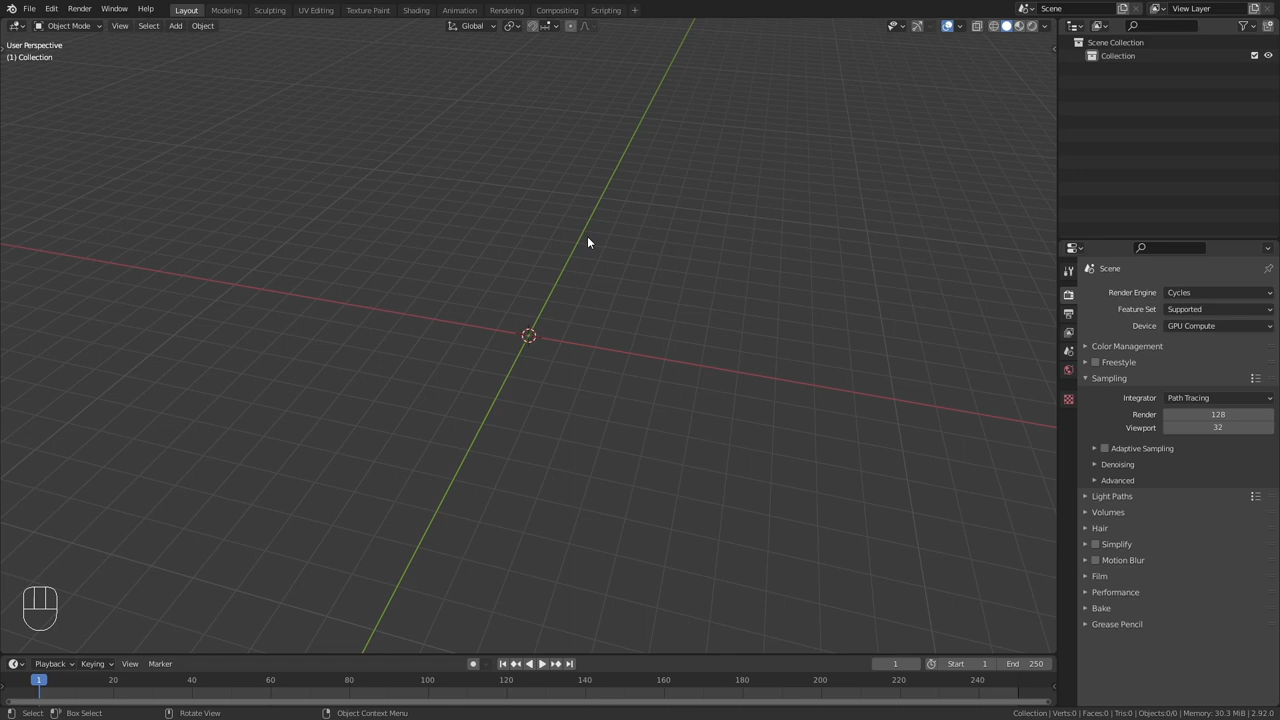 File Edit Render Window Help Layout Modeling Sculpting UV Editing Texture Paint Shading Animation Rendering Compositing Scripting + Scene View Layer
Object Mode View Select Add Object Global
User Perspective
(1) Collection
Scene Collection
Collection
Scene
Render Engine Cycles
Feature Set Supported
Device GPU Compute
Color Management
Freestyle
Sampling
Integrator Path Tracing
Render 128
Viewport 32
Adaptive Sampling
Denoising
Advanced
Light Paths
Volumes
Hair
Simplify
Motion Blur
Film
Performance
Bake
Grease Pencil
Playback Keying View Marker 1 Start 1 End 250
1 20 40 60 80 100 120 140 160 180 200 220 240
Select Box Select Rotate View Object Context Menu Collection | Verts:0 | Faces:0 | Tris:0 | Objects:0/0 | Memory: 30.3 MiB | 2.92.0